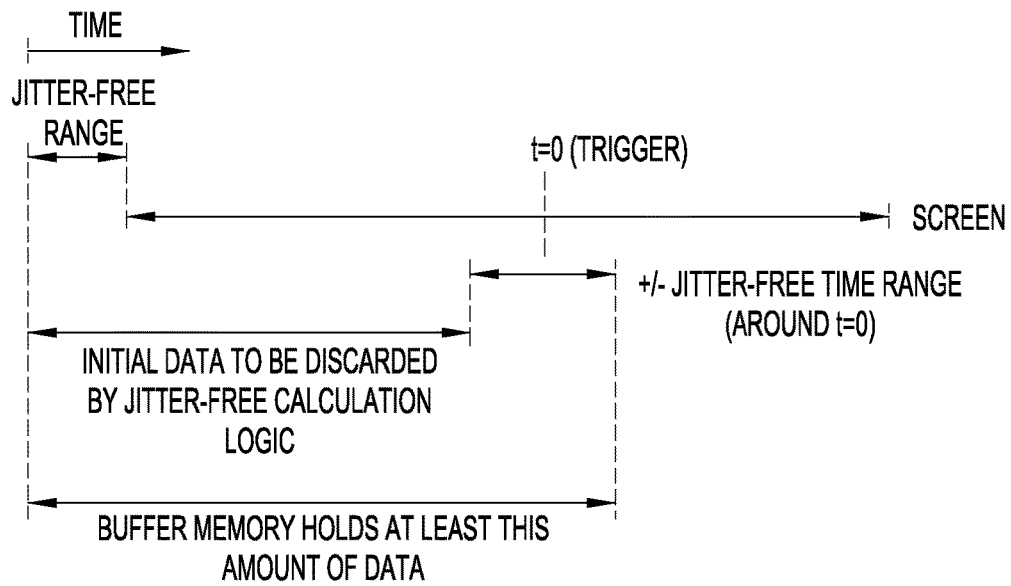 TIME
JITTER-FREE
RANGE
t=0 (TRIGGER)
SCREEN
+/- JITTER-FREE TIME RANGE
(AROUND t=0)
INITIAL DATA TO BE DISCARDED
BY JITTER-FREE CALCULATION
LOGIC
BUFFER MEMORY HOLDS AT LEAST THIS
AMOUNT OF DATA